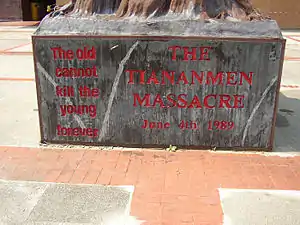 The old
cannot
kill the
young
forever
THE
TIANANMEN
MASSACRE
June 4th 1989